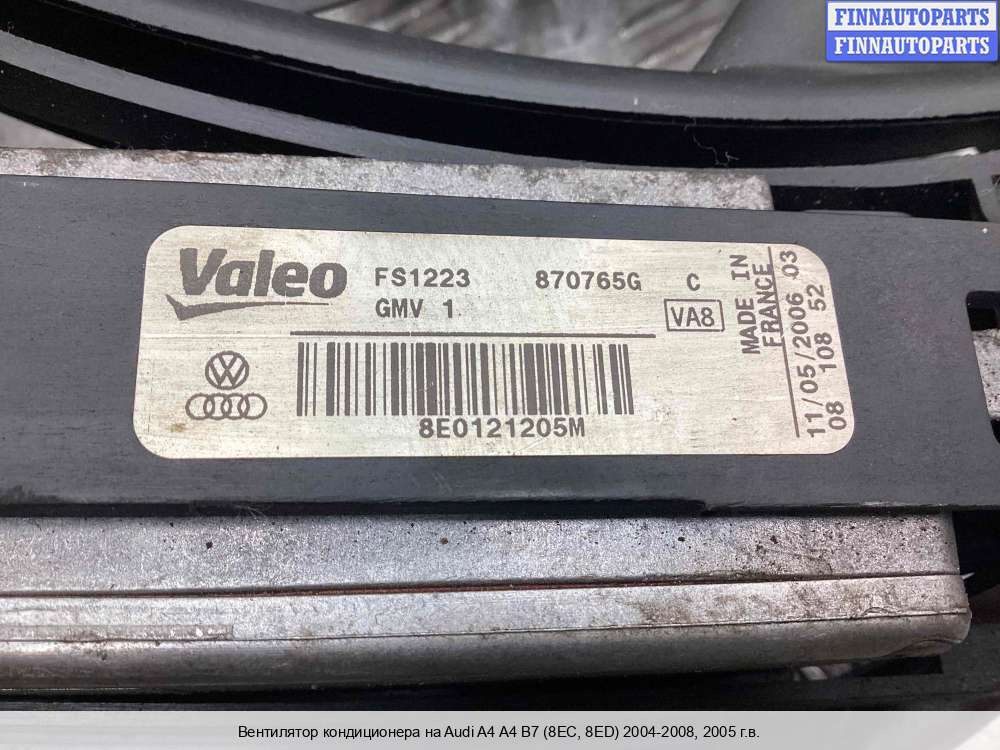 FINNAUTOPARTS
FINNAUTOPARTS
Valeo FS1223 870765G C
GMV 1 VA8
MADE IN
FRANCE
11/05/2006 03
08 108 52
8E0121205M
Вентилятор кондиционера на Audi A4 A4 B7 (8EC, 8ED) 2004-2008, 2005 г.в.